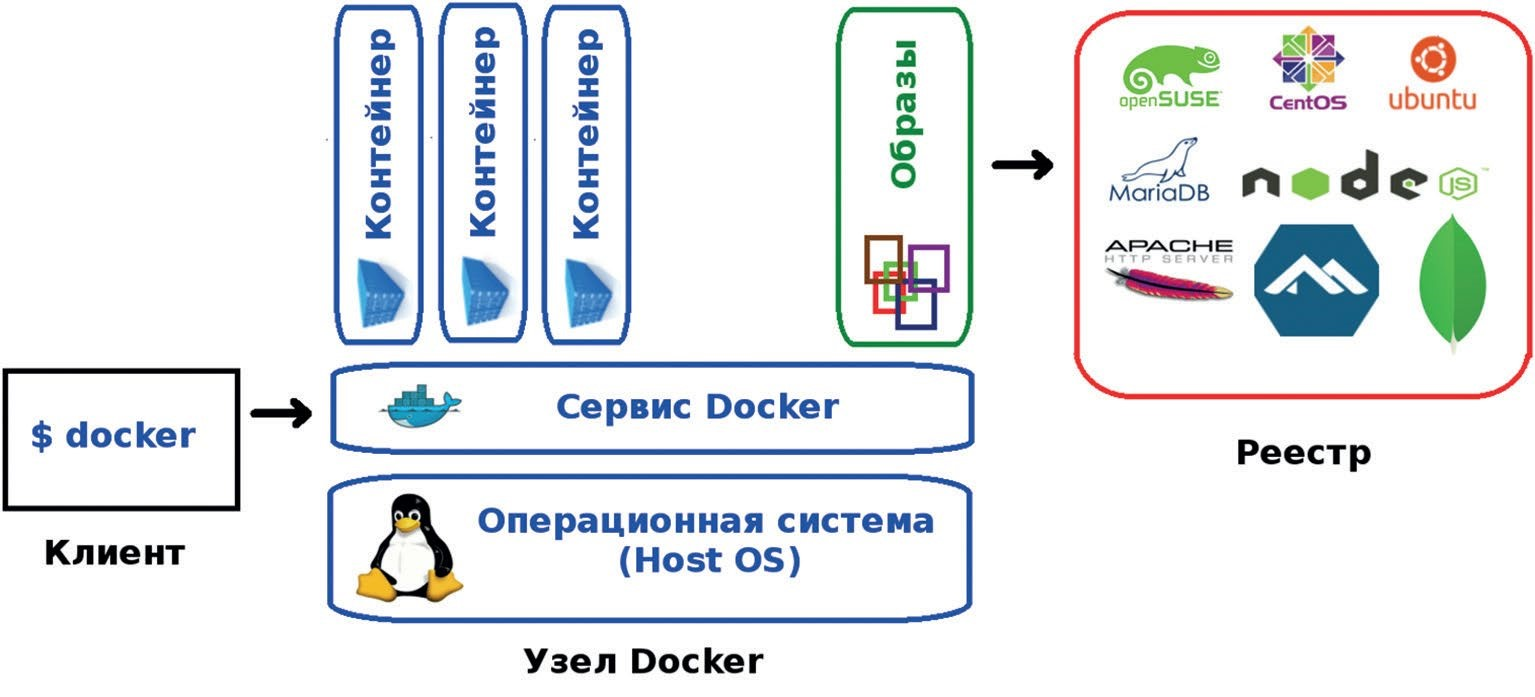 Контейнер
Контейнер
Контейнер
Образы
openSUSE
CentOS
ubuntu
MariaDB
node JS™
APACHE
HTTP SERVER
$ docker
Клиент
Сервис Docker
Операционная система
(Host OS)
Узел Docker
Реестр